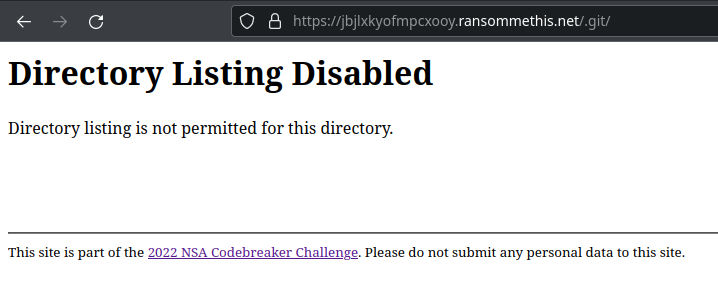 https://jbjlxkyofmpcxooy.ransommethis.net/.git/
Directory Listing Disabled
Directory listing is not permitted for this directory.
This site is part of the 2022 NSA Codebreaker Challenge. Please do not submit any personal data to this site.